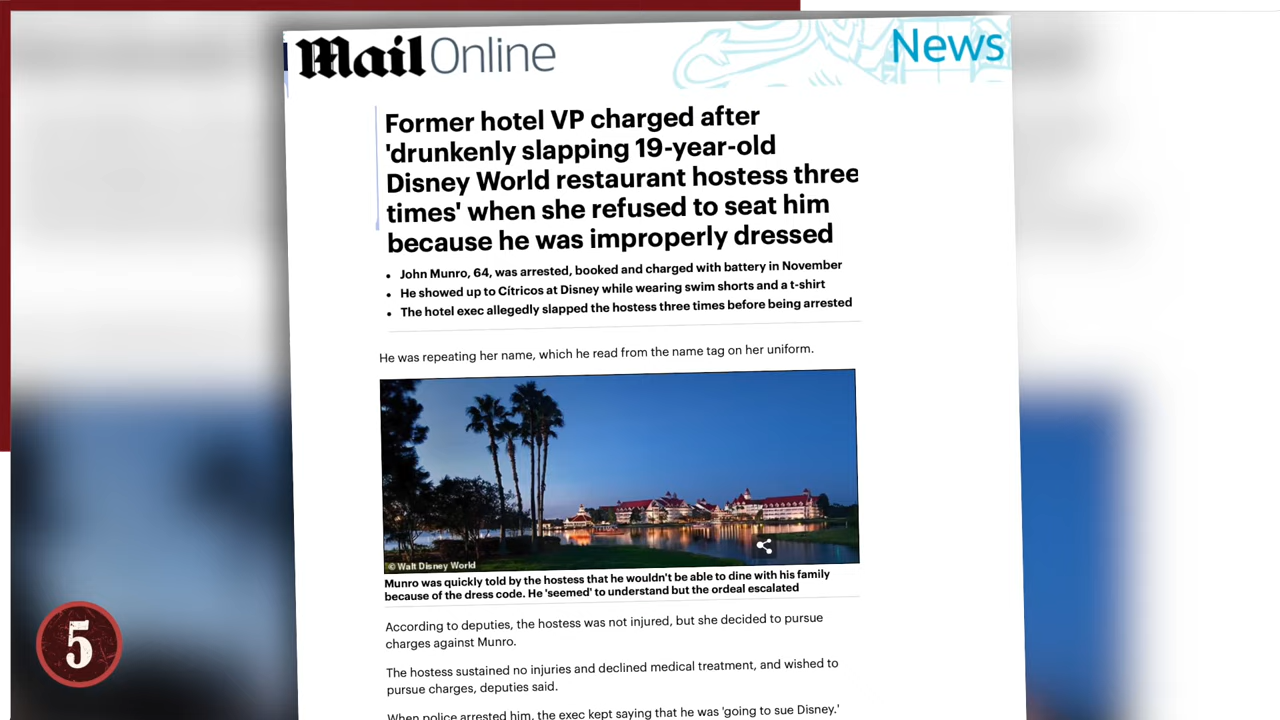 Mail Online
News
Former hotel VP charged after
'drunkenly slapping 19-year-old
Disney World restaurant hostess three
times' when she refused to seat him
because he was improperly dressed
• John Munro, 64, was arrested, booked and charged with battery in November
• He showed up to Cítricos at Disney while wearing swim shorts and a t-shirt
• The hotel exec allegedly slapped the hostess three times before being arrested
He was repeating her name, which he read from the name tag on her uniform.
© Walt Disney World
Munro was quickly told by the hostess that he wouldn't be able to dine with his family
because of the dress code. He 'seemed' to understand but the ordeal escalated
According to deputies, the hostess was not injured, but she decided to pursue
charges against Munro.
The hostess sustained no injuries and declined medical treatment, and wished to
pursue charges, deputies said.
When police arrested him, the exec kept saying that he was 'going to sue Disney.'
5